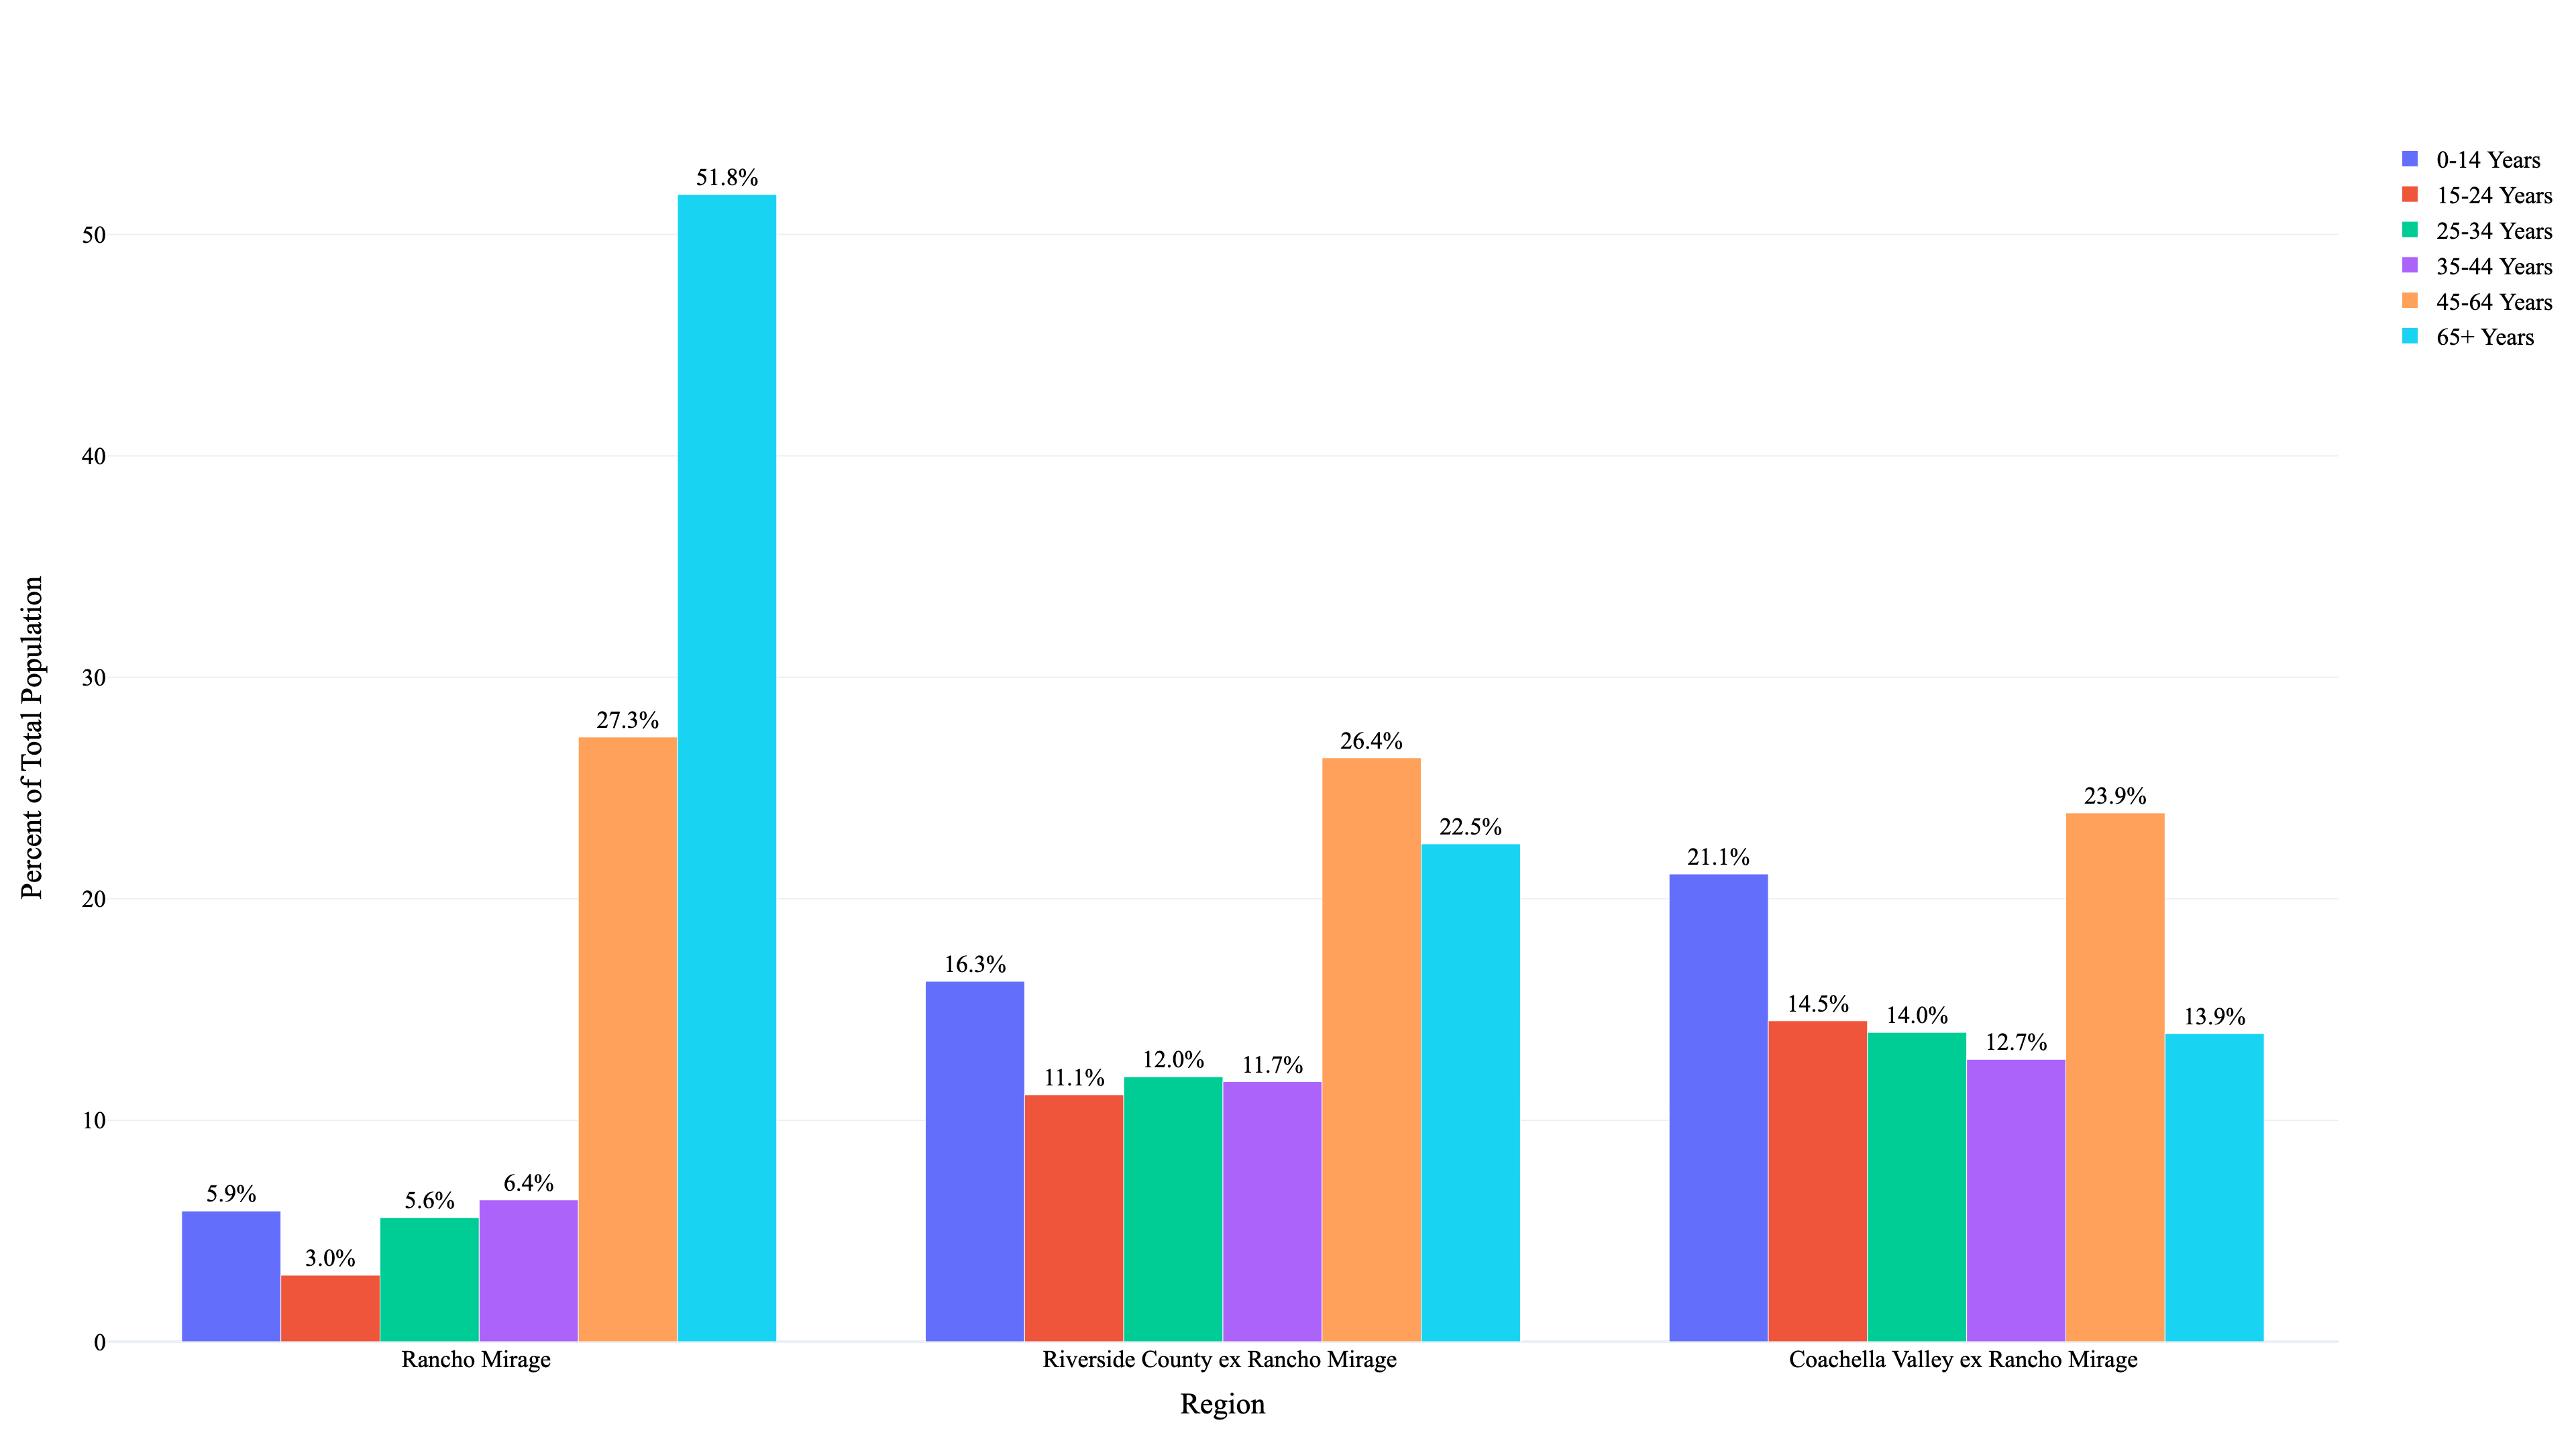 0-14 Years
15-24 Years
25-34 Years
35-44 Years
45-64 Years
65+ Years
Percent of Total Population
50
40
30
20
10
0
5.9%
3.0%
5.6%
6.4%
27.3%
51.8%
16.3%
11.1%
12.0%
11.7%
26.4%
22.5%
21.1%
14.5%
14.0%
12.7%
23.9%
13.9%
Rancho Mirage
Riverside County ex Rancho Mirage
Coachella Valley ex Rancho Mirage
Region